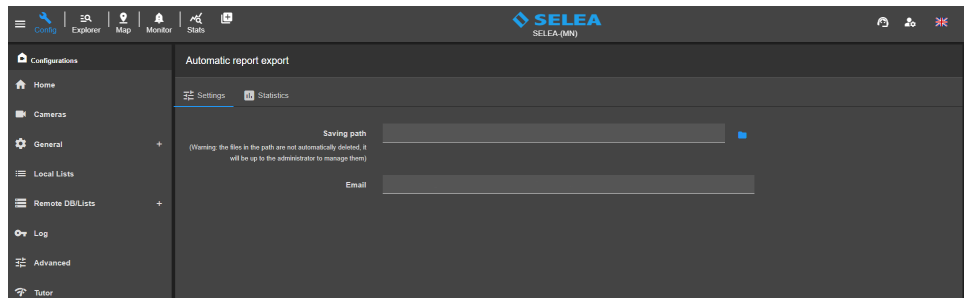 Config
Explorer
Map
Monitor
Stats
SELEA
SELEA-(MN)
Configurations
Home
Cameras
General +
Local Lists
Remote DB/Lists +
Log
Advanced
Tutor
Automatic report export
Settings
Statistics
Saving path
(Warning: the files in the path are not automatically deleted, it
will be up to the administrator to manage them)
Email